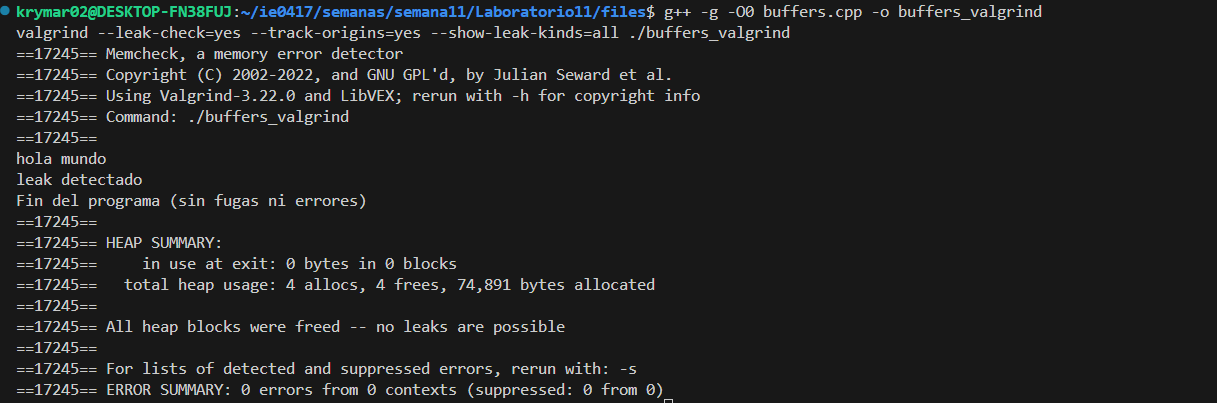 krymar02@DESKTOP-FN38FUJ:~/ie0417/semanas/semana11/Laboratorio11/files$ g++ -g -O0 buffers.cpp -o buffers_valgrind
valgrind --leak-check=yes --track-origins=yes --show-leak-kinds=all ./buffers_valgrind
==17245== Memcheck, a memory error detector
==17245== Copyright (C) 2002-2022, and GNU GPL'd, by Julian Seward et al.
==17245== Using Valgrind-3.22.0 and LibVEX; rerun with -h for copyright info
==17245== Command: ./buffers_valgrind
==17245==
hola mundo
leak detectado
Fin del programa (sin fugas ni errores)
==17245==
==17245== HEAP SUMMARY:
==17245==     in use at exit: 0 bytes in 0 blocks
==17245==   total heap usage: 4 allocs, 4 frees, 74,891 bytes allocated
==17245==
==17245== All heap blocks were freed -- no leaks are possible
==17245==
==17245== For lists of detected and suppressed errors, rerun with: -s
==17245== ERROR SUMMARY: 0 errors from 0 contexts (suppressed: 0 from 0)